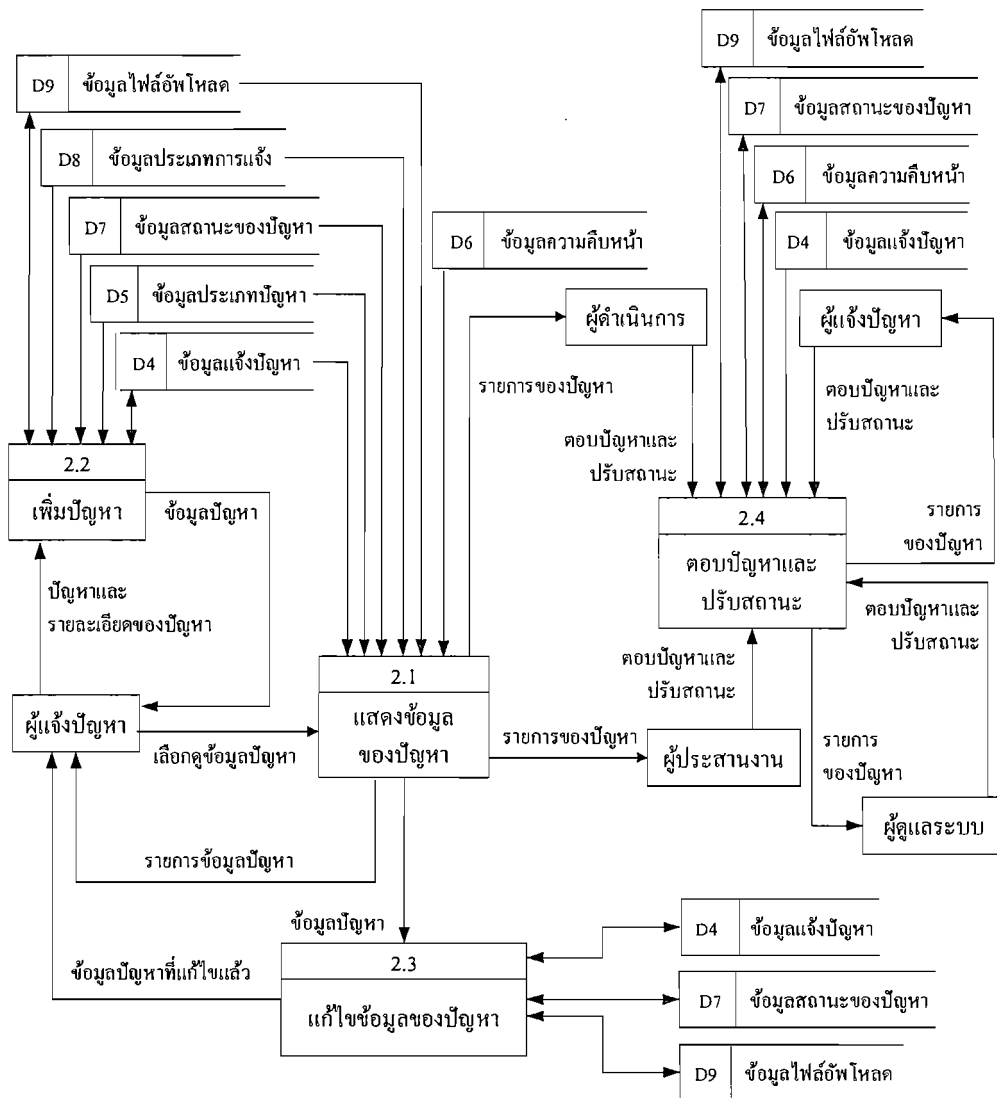 D9 ข้อมูลไฟล์อัพโหลด
D8 ข้อมูลประเภทการแจ้ง
D7 ข้อมูลสถานะของปัญหา
D5 ข้อมูลประเภทปัญหา
D4 ข้อมูลแจ้งปัญหา
D6 ข้อมูลความคืบหน้า
D9 ข้อมูลไฟล์อัพโหลด
D7 ข้อมูลสถานะของปัญหา
D6 ข้อมูลความคืบหน้า
D4 ข้อมูลแจ้งปัญหา
ผู้ดำเนินการ
ผู้แจ้งปัญหา
รายการของปัญหา
ตอบปัญหาและ
ปรับสถานะ
ตอบปัญหาและ
ปรับสถานะ
2.2
เพิ่มปัญหา
ข้อมูลปัญหา
2.4
ตอบปัญหาและ
ปรับสถานะ
รายการ
ของปัญหา
ปัญหาและ
รายละเอียดของปัญหา
ตอบปัญหาและ
ปรับสถานะ
ตอบปัญหาและ
ปรับสถานะ
ผู้แจ้งปัญหา
เลือกดูข้อมูลปัญหา
2.1
แสดงข้อมูล
ของปัญหา
รายการของปัญหา
ผู้ประสานงาน
รายการ
ของปัญหา
ผู้ดูแลระบบ
รายการข้อมูลปัญหา
ข้อมูลปัญหา
ข้อมูลปัญหาที่แก้ไขแล้ว
2.3
แก้ไขข้อมูลของปัญหา
D4 ข้อมูลแจ้งปัญหา
D7 ข้อมูลสถานะของปัญหา
D9 ข้อมูลไฟล์อัพโหลด